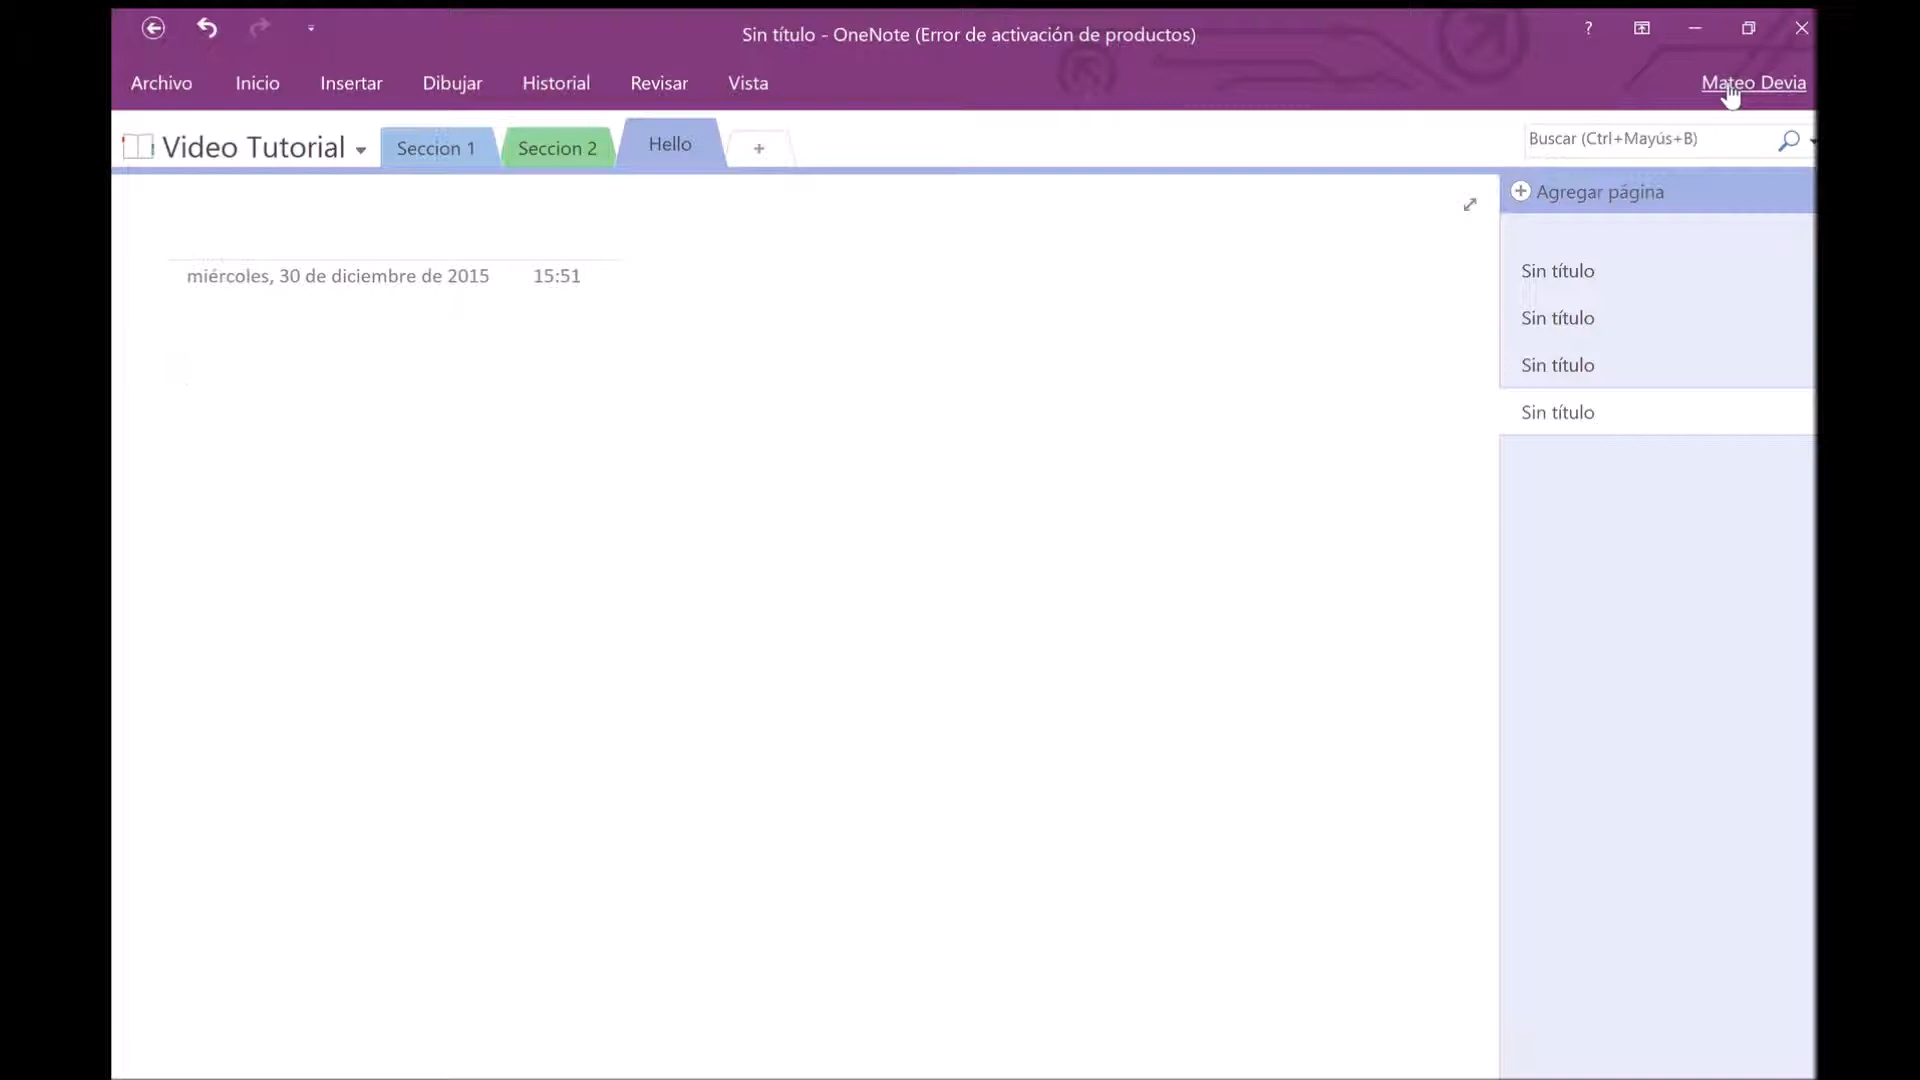 Sin título - OneNote (Error de activación de productos)
?
Archivo Inicio Insertar Dibujar Historial Revisar Vista
Mateo Devia
Video Tutorial
Seccion 1
Seccion 2
Hello
+
Buscar (Ctrl+Mayús+B)
Agregar página
miércoles, 30 de diciembre de 2015 15:51
Sin título
Sin título
Sin título
Sin título